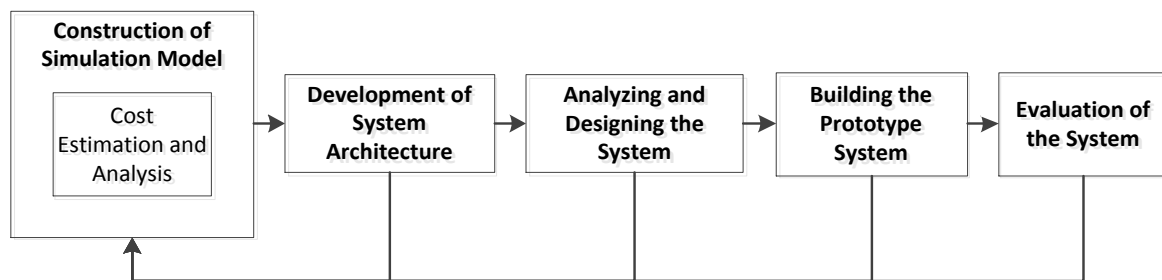 Construction of
Simulation Model
Cost
Estimation and
Analysis
Development of
System
Architecture
Analyzing and
Designing the
System
Building the
Prototype
System
Evaluation of
the System